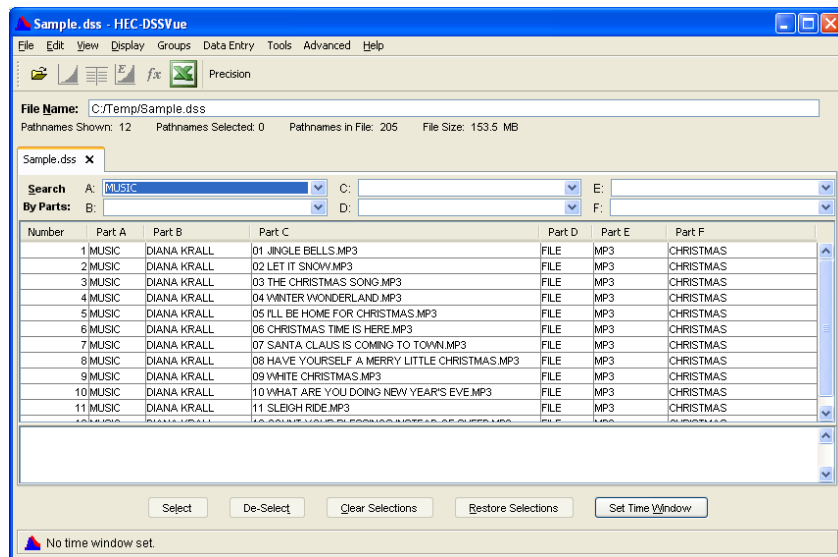 Sample.dss - HEC-DSSVue
File Edit View Display Groups Data Entry Tools Advanced Help
Σ fx Precision
File Name: C:/Temp/Sample.dss
Pathnames Shown: 12 Pathnames Selected: 0 Pathnames in File: 205 File Size: 153.5 MB
Sample.dss
Search A: MUSIC C: E:
By Parts: B: D: F:
Number Part A Part B Part C Part D Part E Part F
1 MUSIC DIANA KRALL 01 JINGLE BELLS.MP3 FILE MP3 CHRISTMAS
2 MUSIC DIANA KRALL 02 LET IT SNOW.MP3 FILE MP3 CHRISTMAS
3 MUSIC DIANA KRALL 03 THE CHRISTMAS SONG.MP3 FILE MP3 CHRISTMAS
4 MUSIC DIANA KRALL 04 WINTER WONDERLAND.MP3 FILE MP3 CHRISTMAS
5 MUSIC DIANA KRALL 05 I'LL BE HOME FOR CHRISTMAS.MP3 FILE MP3 CHRISTMAS
6 MUSIC DIANA KRALL 06 CHRISTMAS TIME IS HERE.MP3 FILE MP3 CHRISTMAS
7 MUSIC DIANA KRALL 07 SANTA CLAUS IS COMING TO TOWN.MP3 FILE MP3 CHRISTMAS
8 MUSIC DIANA KRALL 08 HAVE YOURSELF A MERRY LITTLE CHRISTMAS.MP3 FILE MP3 CHRISTMAS
9 MUSIC DIANA KRALL 09 WHITE CHRISTMAS.MP3 FILE MP3 CHRISTMAS
10 MUSIC DIANA KRALL 10 WHAT ARE YOU DOING NEW YEAR'S EVE.MP3 FILE MP3 CHRISTMAS
11 MUSIC DIANA KRALL 11 SLEIGH RIDE.MP3 FILE MP3 CHRISTMAS
Select De-Select Clear Selections Restore Selections Set Time Window
No time window set.